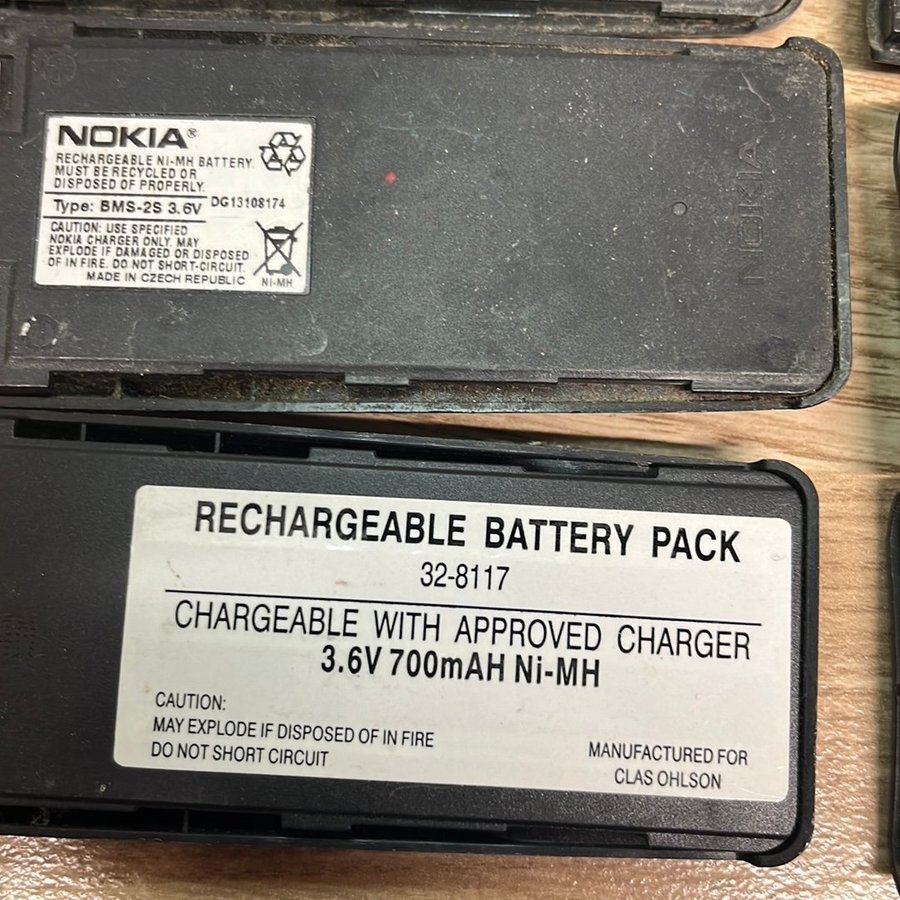 NOKIA®
RECHARGEABLE NI-MH BATTERY.
MUST BE RECYCLED OR
DISPOSED OF PROPERLY.
Type: BMS-2S 3.6V
DG13108174
CAUTION: USE SPECIFIED
NOKIA CHARGER ONLY. MAY
EXPLODE IF DAMAGED OR DISPOSED
OF IN FIRE. DO NOT SHORT-CIRCUIT.
MADE IN CZECH REPUBLIC
NI-MH
NOKIA
RECHARGEABLE BATTERY PACK
32-8117
CHARGEABLE WITH APPROVED CHARGER
3.6V 700mAH Ni-MH
CAUTION:
MAY EXPLODE IF DISPOSED OF IN FIRE
DO NOT SHORT CIRCUIT
MANUFACTURED FOR
CLAS OHLSON